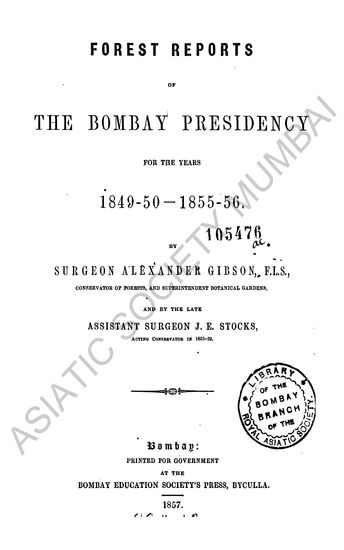 FOREST REPORTS
OF
THE BOMBAY PRESIDENCY
FOR THE YEARS
1849-50—1855-56.
105476
BY
SURGEON ALEXANDER GIBSON, F.L.S.,
CONSERVATOR OF FORESTS, AND SUPERINTENDENT BOTANICAL GARDENS,
AND BY THE LATE
ASSISTANT SURGEON J. E. STOCKS,
ACTING CONSERVATOR IN 1851-52.
LIBRARY
OF THE
BOMBAY
BRANCH
OF THE
ROYAL ASIATIC SOCIETY.
Bombay:
PRINTED FOR GOVERNMENT
AT THE
BOMBAY EDUCATION SOCIETY'S PRESS, BYCULLA.
1857.
ASIATIC SOCIETY MUMBAI